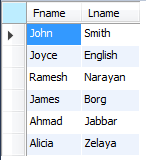 Fname Lname
John Smith
Joyce English
Ramesh Narayan
James Borg
Ahmad Jabbar
Alicia Zelaya